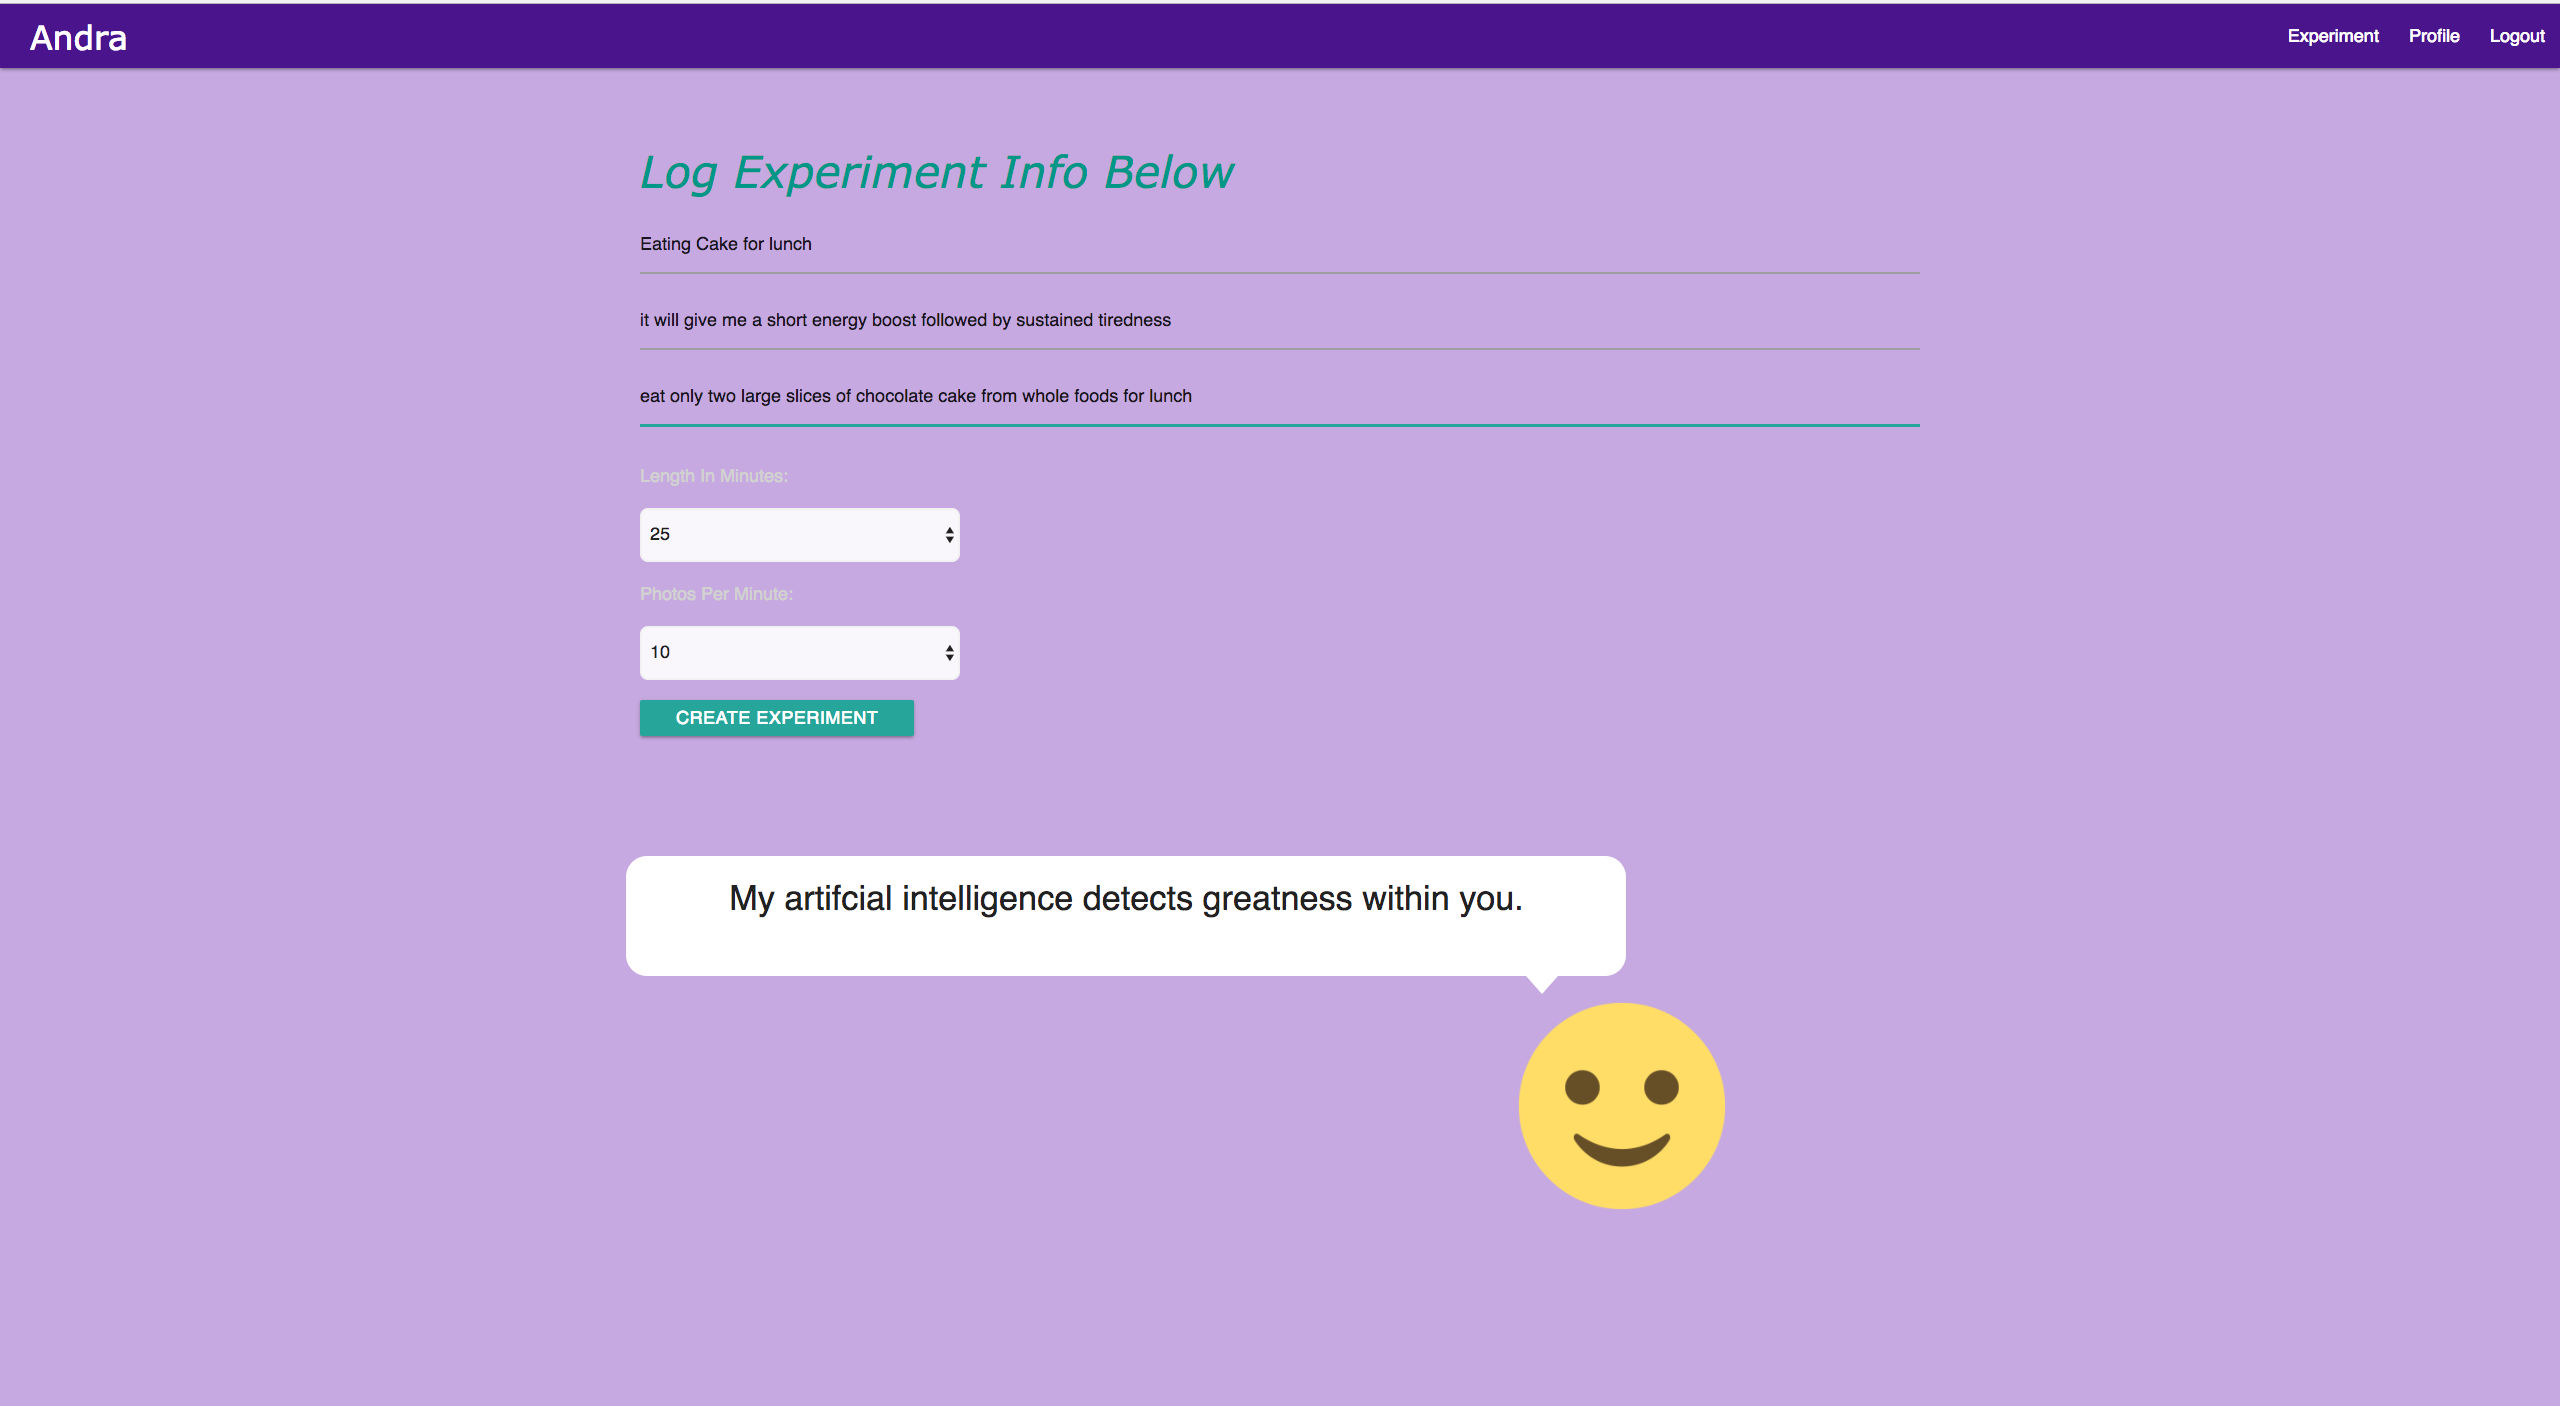 Andra
Experiment Profile Logout
Log Experiment Info Below
Eating Cake for lunch
it will give me a short energy boost followed by sustained tiredness
eat only two large slices of chocolate cake from whole foods for lunch
Length In Minutes:
25
Photos Per Minute:
10
CREATE EXPERIMENT
My artifcial intelligence detects greatness within you.